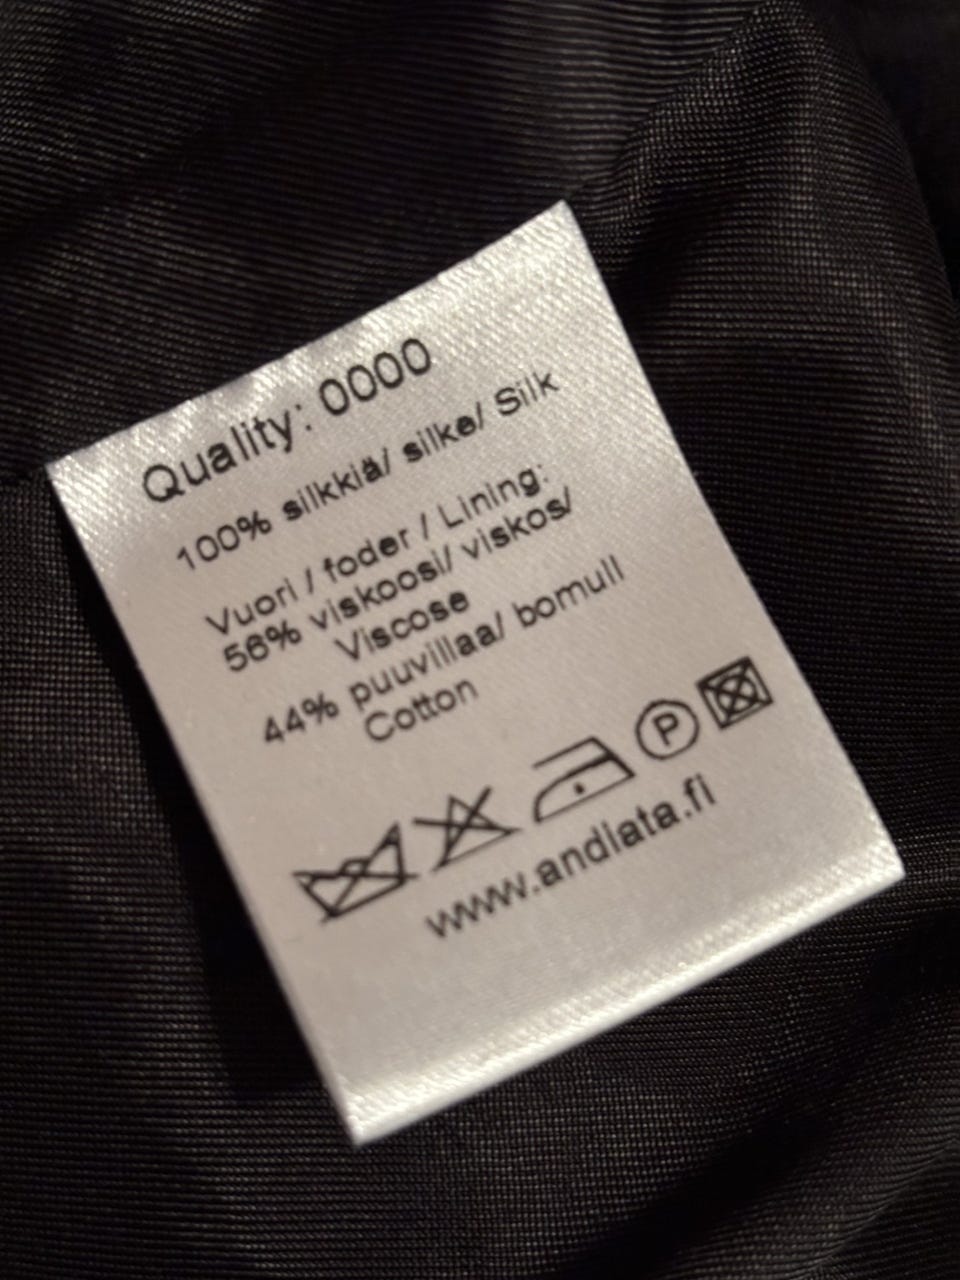 Quality: 0000
100% silkkiä/ silke/ Silk
Vuori / foder / Lining:
56% viskoosi/ viskos/
Viscose
44% puuvillaa/ bomull
Cotton
P
www.andiata.fi